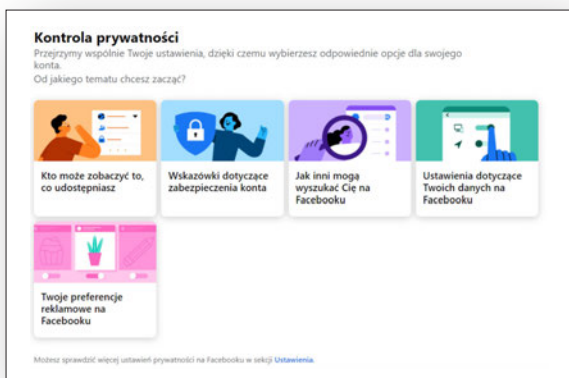 Kontrola prywatności
Przejrzymy wspólnie Twoje ustawienia, dzięki czemu wybierzesz odpowiednie opcje dla swojego
konta.
Od jakiego tematu chcesz zacząć?
Kto może zobaczyć to,
co udostępniasz
Wskazówki dotyczące
zabezpieczenia konta
Jak inni mogą
wyszukać Cię na
Facebooku
Ustawienia dotyczące
Twoich danych na
Facebooku
Twoje preferencje
reklamowe na
Facebooku
Możesz sprawdzić więcej ustawień prywatności na Facebooku w sekcji Ustawienia.